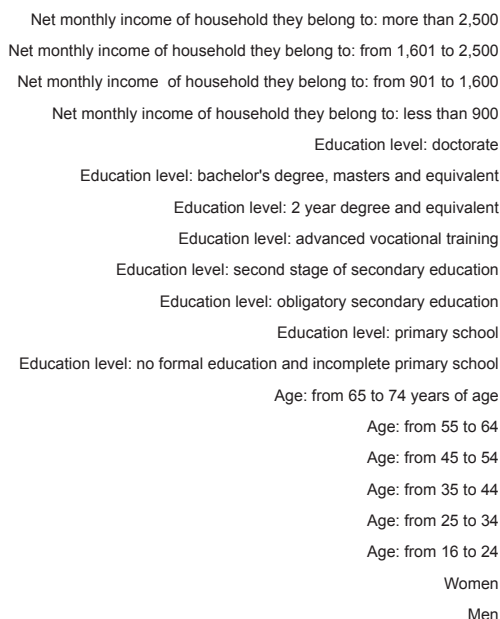 Net monthly income of household they belong to: more than 2,500
Net monthly income of household they belong to: from 1,601 to 2,500
Net monthly income of household they belong to: from 901 to 1,600
Net monthly income of household they belong to: less than 900
Education level: doctorate
Education level: bachelor's degree, masters and equivalent
Education level: 2 year degree and equivalent
Education level: advanced vocational training
Education level: second stage of secondary education
Education level: obligatory secondary education
Education level: primary school
Education level: no formal education and incomplete primary school
Age: from 65 to 74 years of age
Age: from 55 to 64
Age: from 45 to 54
Age: from 35 to 44
Age: from 25 to 34
Age: from 16 to 24
Women
Men